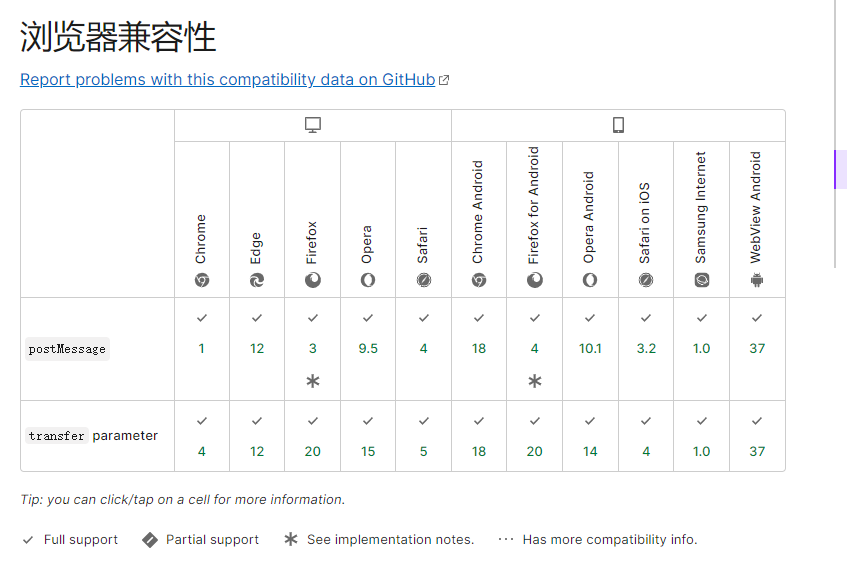 浏览器兼容性
Report problems with this compatibility data on GitHub
Chrome
Edge
Firefox
Opera
Safari
Chrome Android
Firefox for Android
Opera Android
Safari on iOS
Samsung Internet
WebView Android
postMessage
✓ ✓ ✓ ✓ ✓ ✓ ✓ ✓ ✓ ✓ ✓
1 12 3 9.5 4 18 4 10.1 3.2 1.0 37
* *
transfer parameter
✓ ✓ ✓ ✓ ✓ ✓ ✓ ✓ ✓ ✓ ✓
4 12 20 15 5 18 20 14 4 1.0 37
Tip: you can click/tap on a cell for more information.
✓ Full support Partial support * See implementation notes. ··· Has more compatibility info.